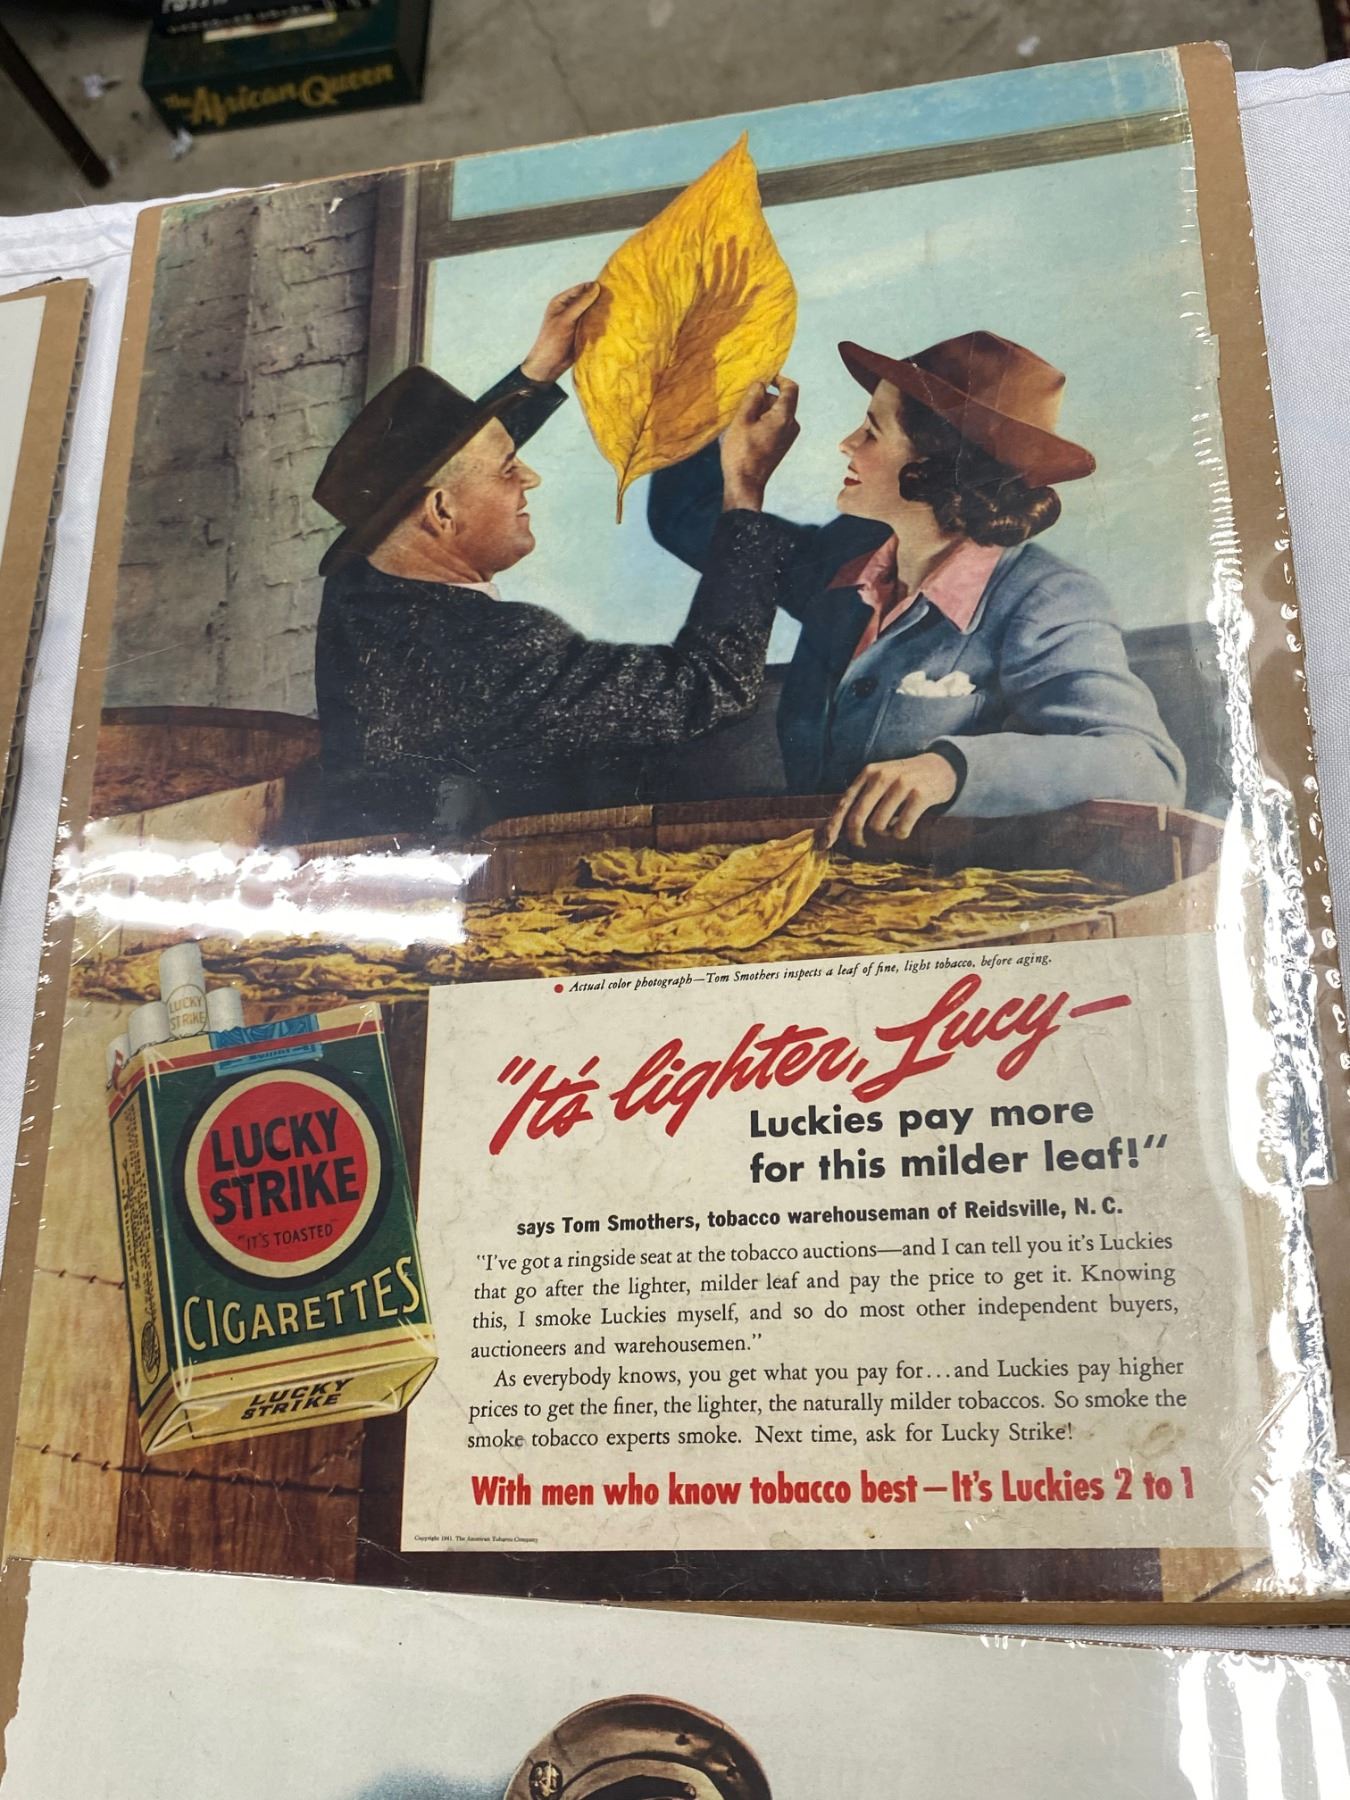 The African Queen
• Actual color photograph—Tom Smothers inspects a leaf of fine, light tobacco, before aging.
"It's lighter, Lucy—
Luckies pay more
for this milder leaf!"
says Tom Smothers, tobacco warehouseman of Reidsville, N. C.
"I've got a ringside seat at the tobacco auctions—and I can tell you it's Luckies
that go after the lighter, milder leaf and pay the price to get it. Knowing
this, I smoke Luckies myself, and so do most other independent buyers,
auctioneers and warehousemen."
As everybody knows, you get what you pay for...and Luckies pay higher
prices to get the finer, the lighter, the naturally milder tobaccos. So smoke the
smoke tobacco experts smoke. Next time, ask for Lucky Strike!
With men who know tobacco best—It's Luckies 2 to 1
Copyright 1941, The American Tobacco Company
LUCKY
STRIKE
LUCKY
STRIKE
"IT'S TOASTED"
CIGARETTES
LUCKY
STRIKE